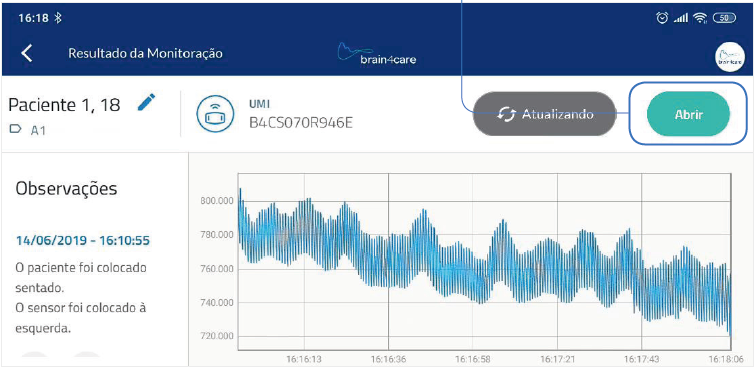 16:18
50
Resultado da Monitoração
brain4care
brain4care
Paciente 1, 18
A1
UMI
B4CS070R946E
Atualizando
Abrir
Observações
14/06/2019 - 16:10:55
O paciente foi colocado
sentado.
O sensor foi colocado à
esquerda.
800.000
780.000
760.000
740.000
720.000
16:16:13
16:16:36
16:16:58
16:17:21
16:17:43
16:18:06